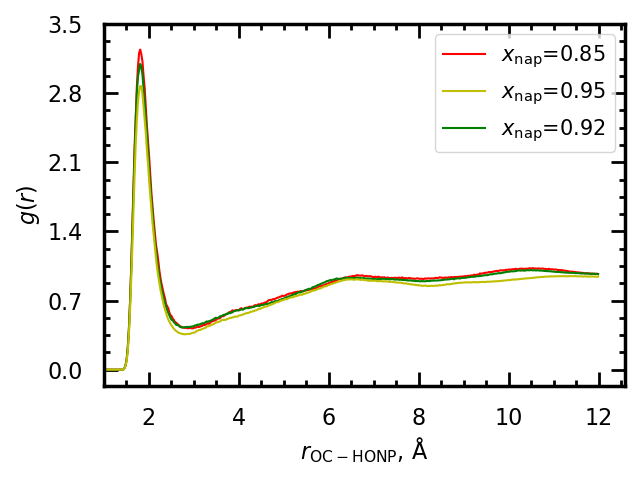 3.5
2.8
2.1
1.4
0.7
0.0
g(r)
x_nap=0.85
x_nap=0.95
x_nap=0.92
2 4 6 8 10 12
r_OC−HONP, Å